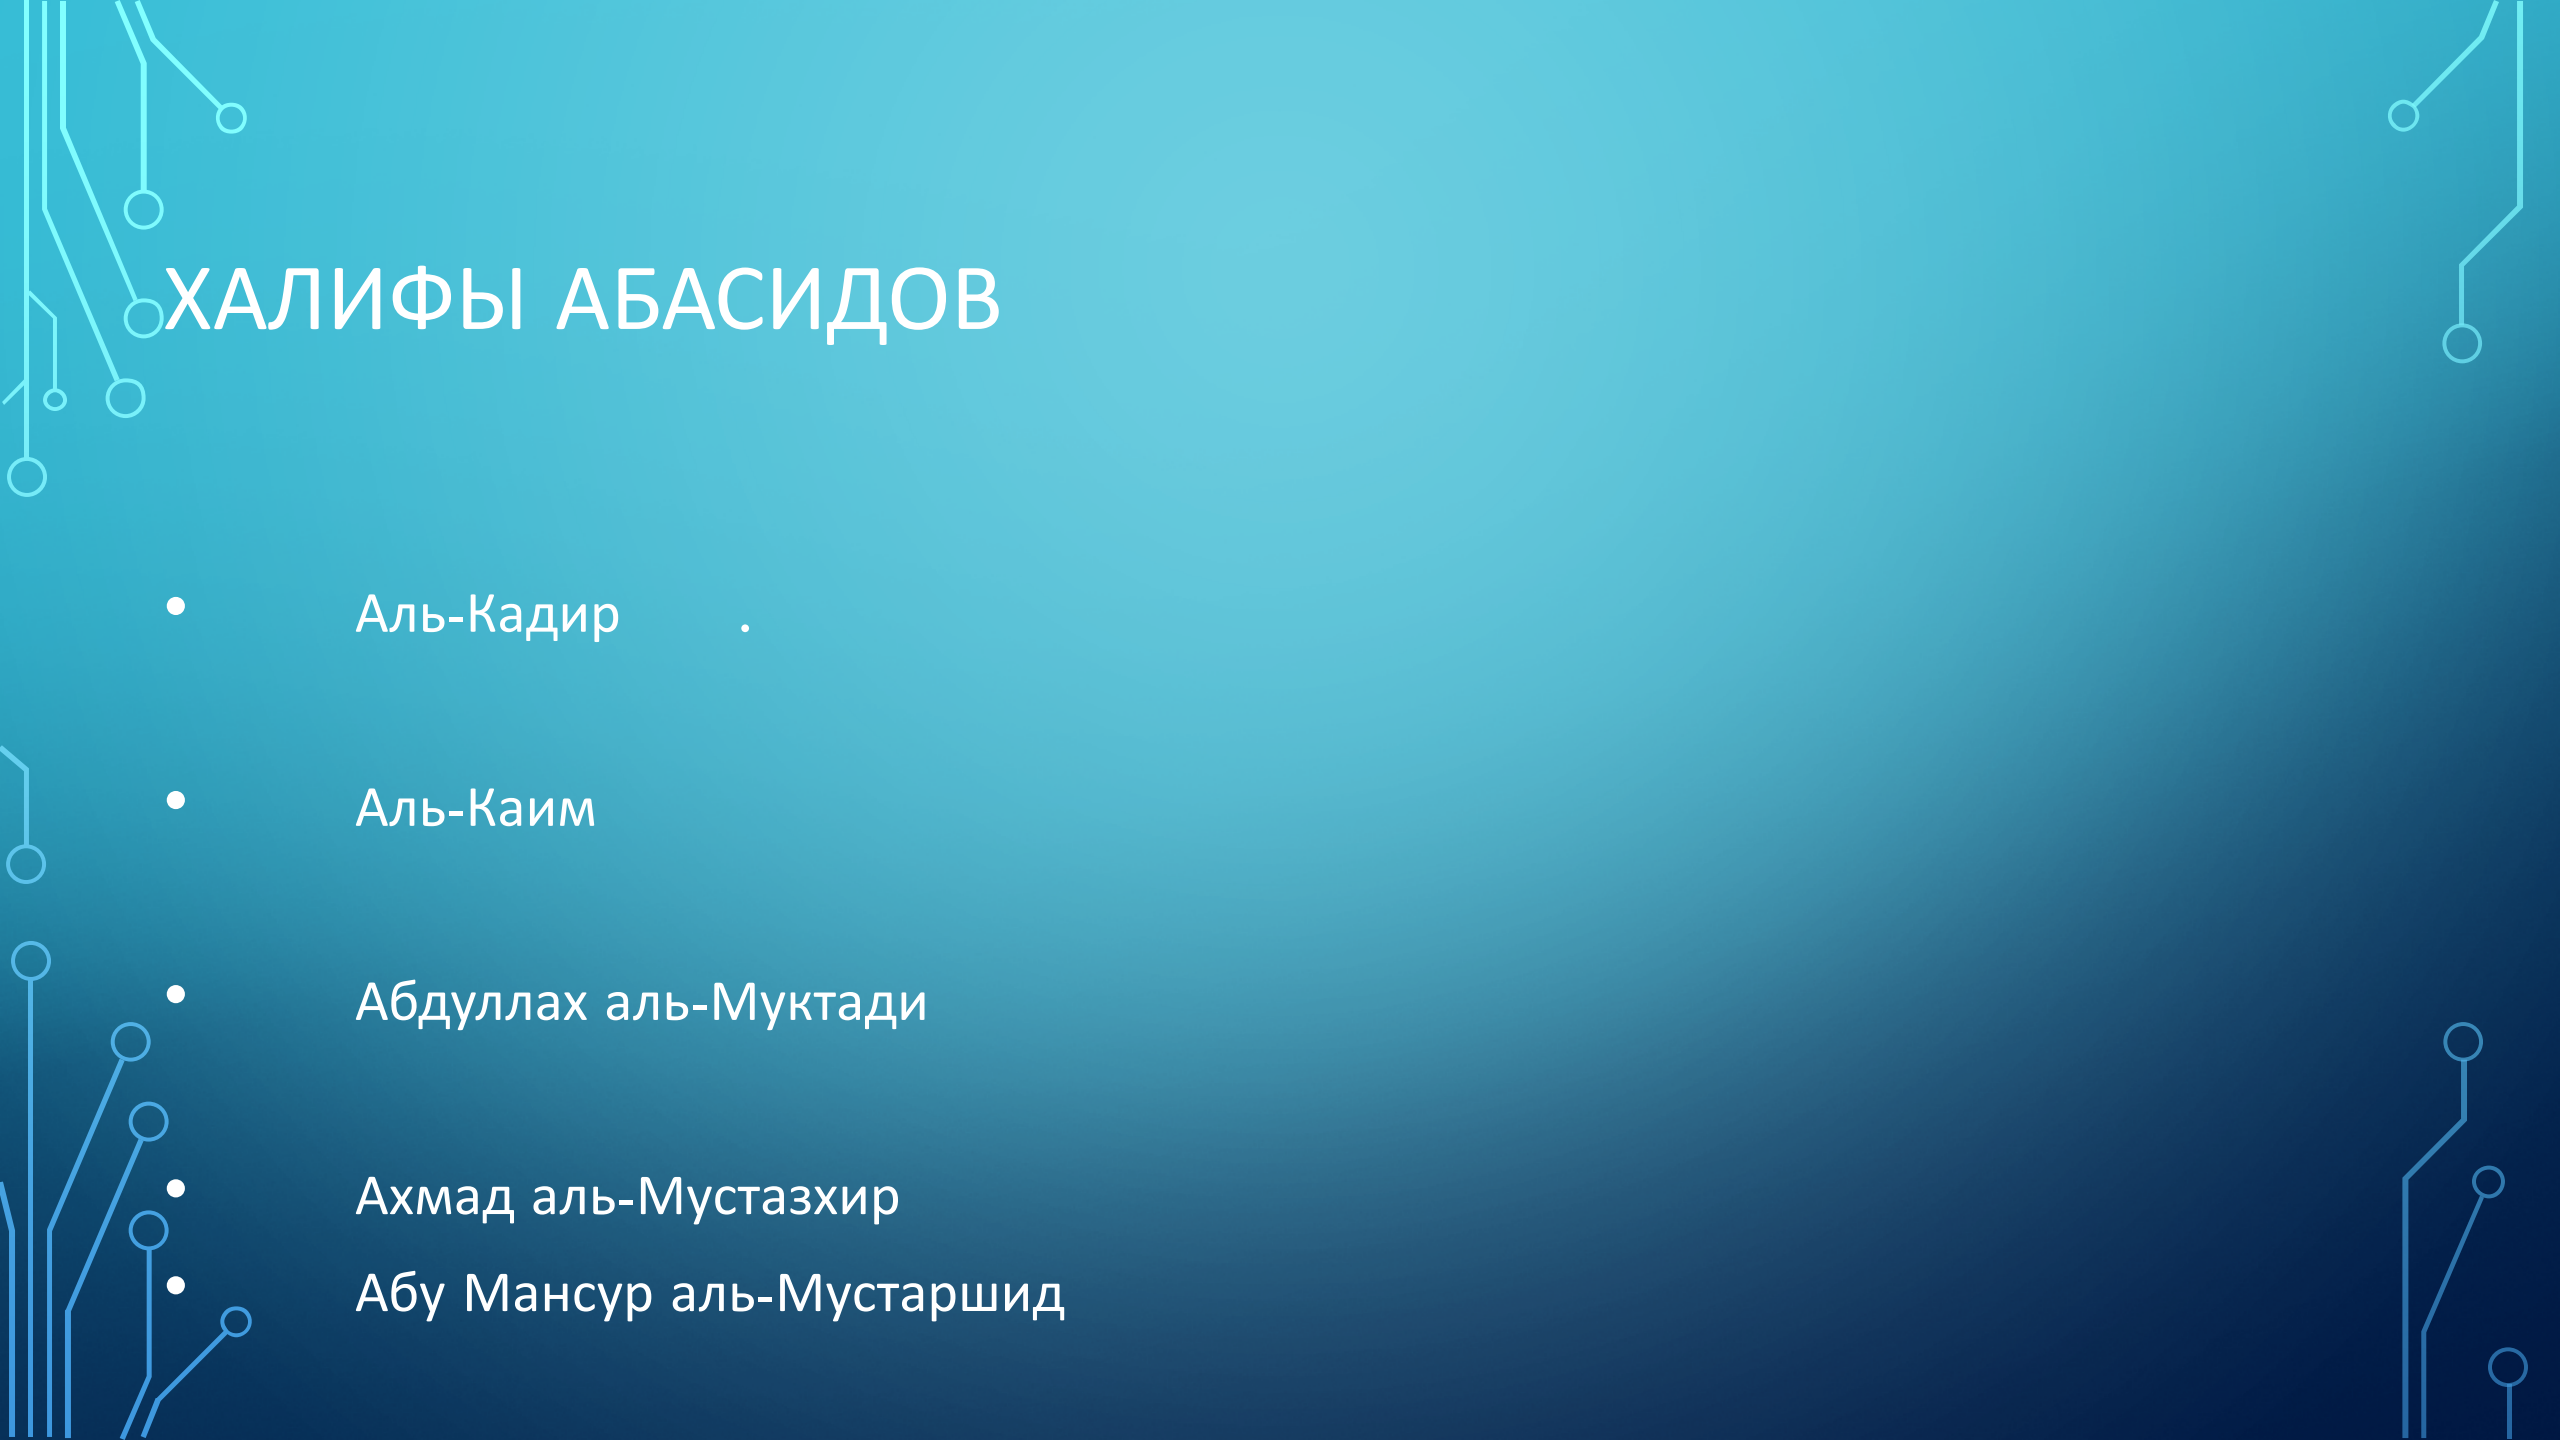 ХАЛИФЫ АБАСИДОВ
• Аль-Кадир .
• Аль-Каим
• Абдуллах аль-Муктади
• Ахмад аль-Мустазхир
• Абу Мансур аль-Мустаршид